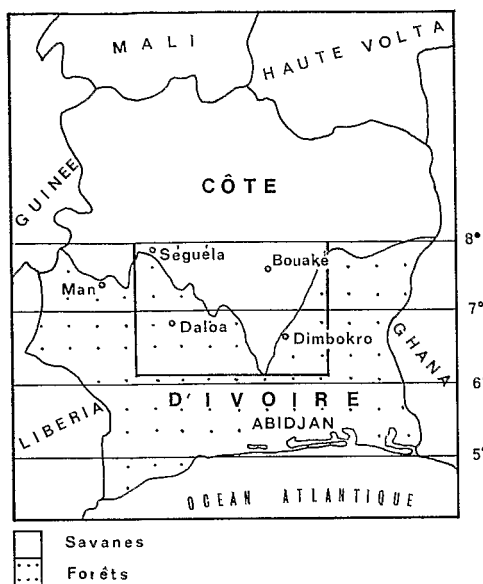 MALI
HAUTE VOLTA
GUINEE
CÔTE
8°
Séguéla
Bouaké
Man
7°
Daloa
Dimbokro
GHANA
6°
D'IVOIRE
LIBERIA
ABIDJAN
5°
OCEAN ATLANTIQUE
Savanes
Forêts